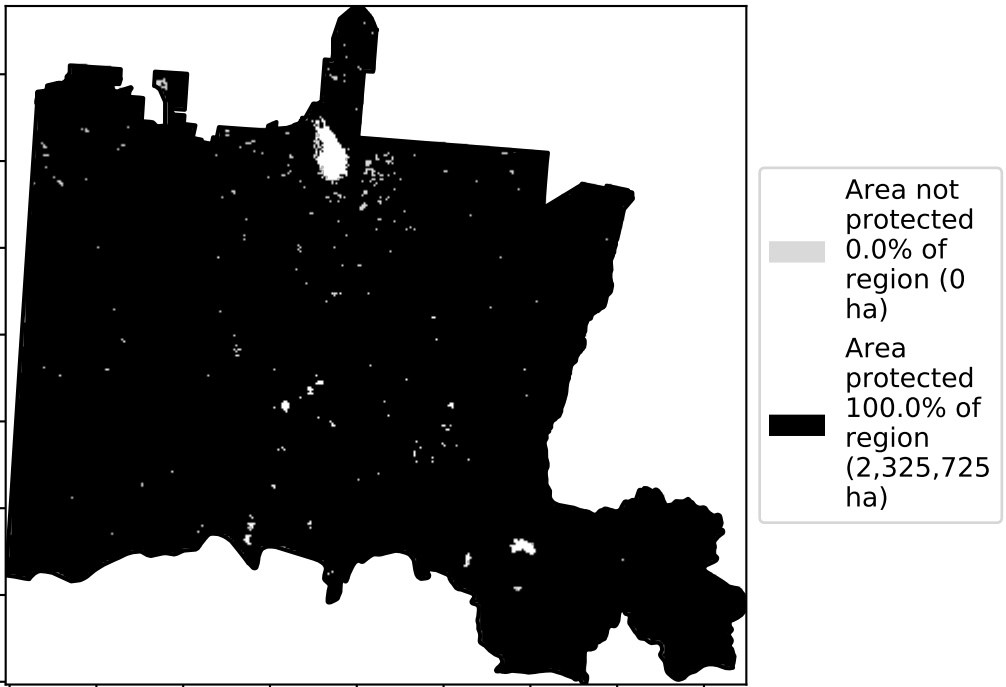 Area not
protected
0.0% of
region (0
ha)
Area
protected
100.0% of
region
(2,325,725
ha)